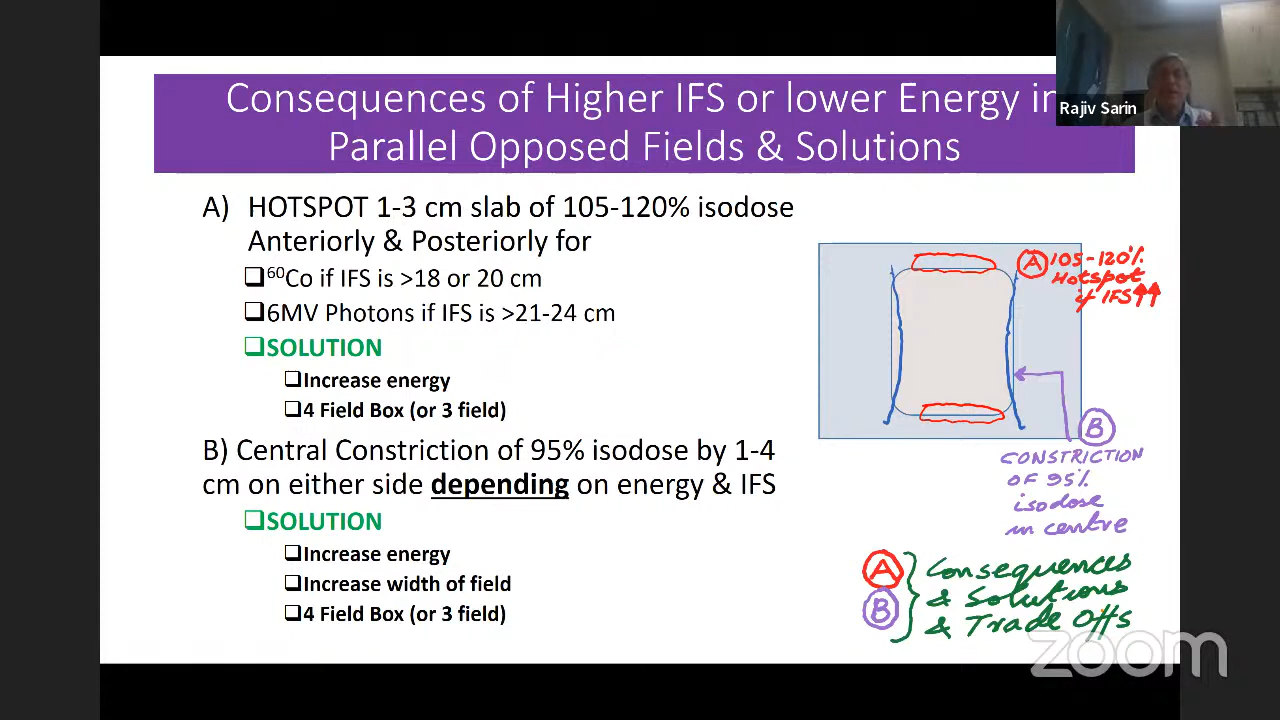 Consequences of Higher IFS or lower Energy in
Parallel Opposed Fields & Solutions
Rajiv Sarin
A) HOTSPOT 1-3 cm slab of 105-120% isodose
Anteriorly & Posteriorly for
60Co if IFS is >18 or 20 cm
6MV Photons if IFS is >21-24 cm
SOLUTION
Increase energy
4 Field Box (or 3 field)
B) Central Constriction of 95% isodose by 1-4
cm on either side depending on energy & IFS
SOLUTION
Increase energy
Increase width of field
4 Field Box (or 3 field)
A 105-120%
Hotspot
if IFS
B
CONSTRICTION
OF 95%
isodose
in centre
A
B
Consequences
& Solutions
& Trade Offs
zoom